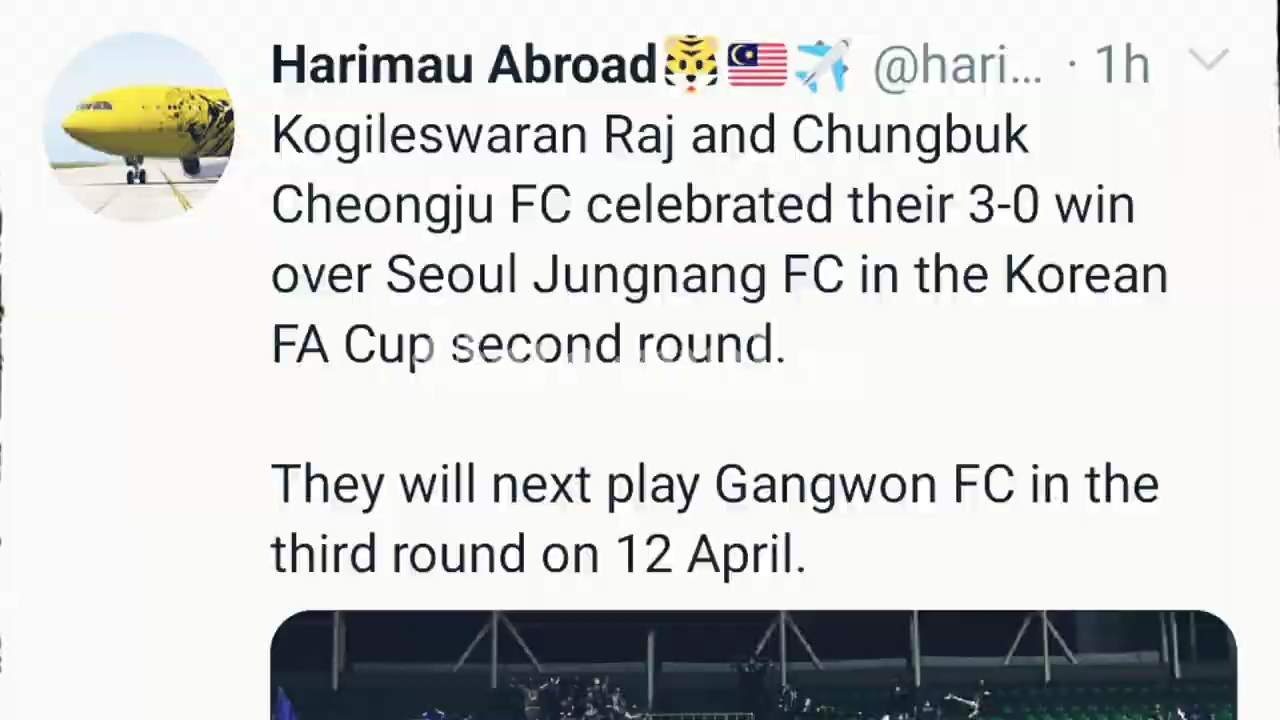 Harimau Abroad🐯🇲🇾✈️ @hari... · 1h
Kogileswaran Raj and Chungbuk
Cheongju FC celebrated their 3-0 win
over Seoul Jungnang FC in the Korean
FA Cup second round.
They will next play Gangwon FC in the
third round on 12 April.